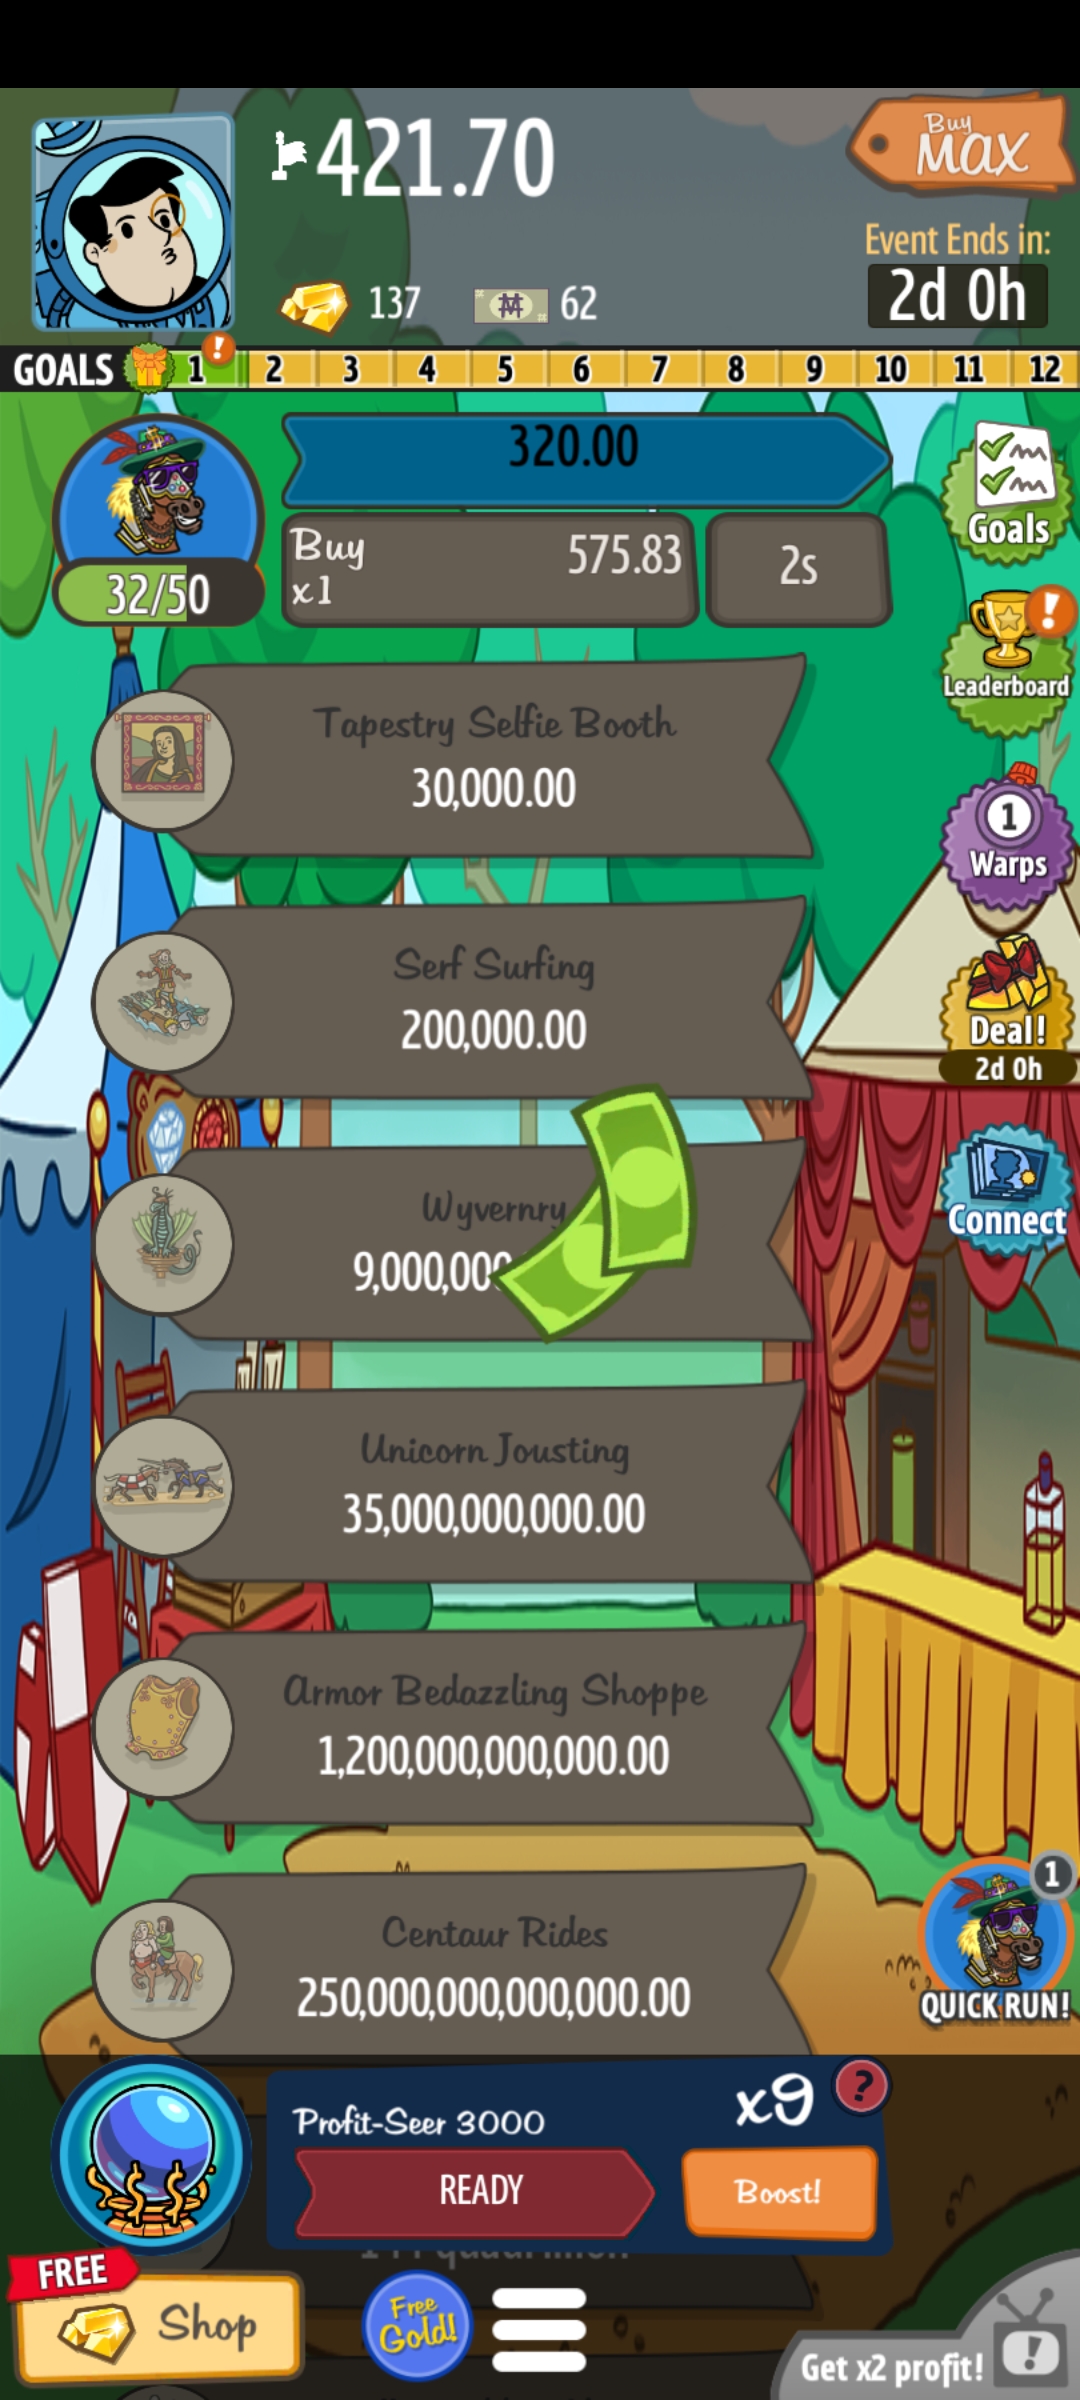 421.70
Buy
MAX
Event Ends in:
2d 0h
137
62
GOALS 1 ! 2 3 4 5 6 7 8 9 10 11 12
320.00
32/50
Buy
x1
575.83
2s
Goals
!
Leaderboard
Tapestry Selfie Booth
30,000.00
1
Warps
Serf Surfing
200,000.00
Deal!
2d 0h
Wyvernry
9,000,00
Connect
Unicorn Jousting
35,000,000,000.00
Armor Bedazzling Shoppe
1,200,000,000,000.00
Centaur Rides
250,000,000,000,000.00
1
QUICK RUN!
Profit-Seer 3000
x9
?
READY
Boost!
FREE
Shop
Free
Gold!
Get x2 profit!
!